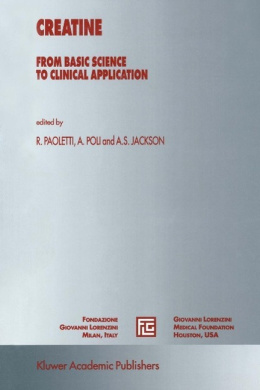 CREATINE
FROM BASIC SCIENCE
TO CLINICAL APPLICATION
edited by
R. PAOLETTI, A. POLI and A.S. JACKSON
FONDAZIONE
GIOVANNI LORENZINI
MILAN, ITALY
FLG
GIOVANNI LORENZINI
MEDICAL FOUNDATION
HOUSTON, USA
Kluwer Academic Publishers